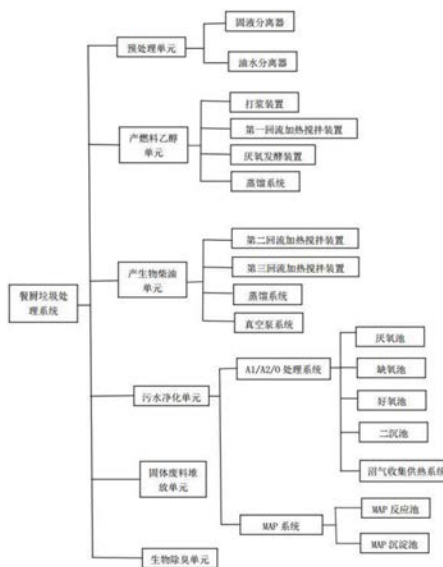 固液分离器
预处理单元
油水分离器
打浆装置
第一回流加热搅拌装置
产燃料乙醇
单元
厌氧发酵装置
蒸馏系统
第二回流加热搅拌装置
第三回流加热搅拌装置
产生物柴油
单元
蒸馏系统
真空泵系统
餐厨垃圾处
理系统
厌氧池
A1/A2/O 处理系统
缺氧池
污水净化单元
好氧池
二沉池
沼气收集供热系统
固体废料堆
放单元
MAP 反应池
MAP 系统
MAP 沉淀池
生物除臭单元